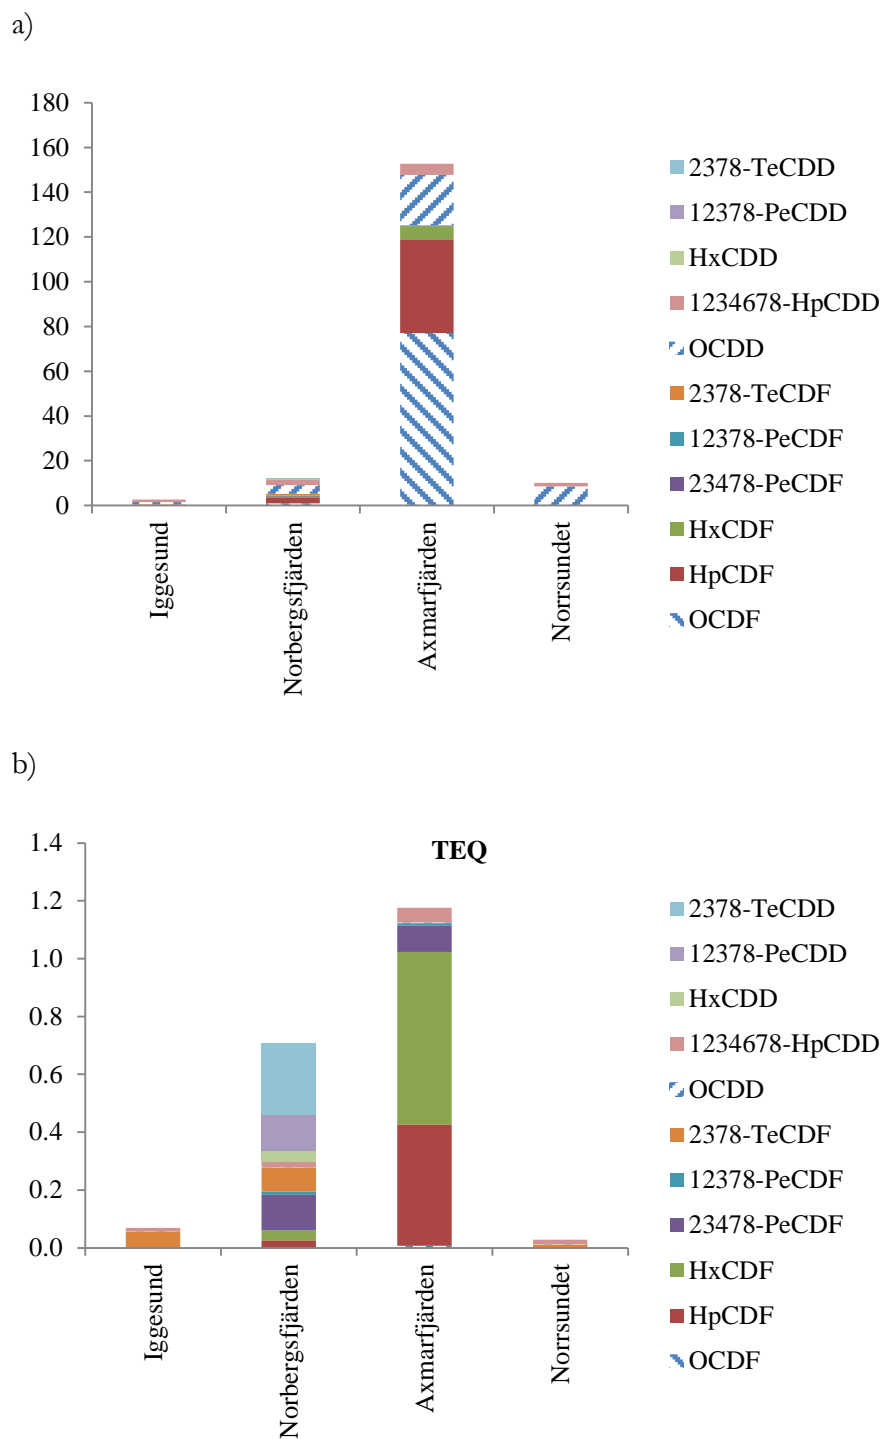 a)
180
160
140
120
100
80
60
40
20
0
Iggesund
Norbergsfjärden
Axmarfjärden
Norrsundet
2378-TeCDD
12378-PeCDD
HxCDD
1234678-HpCDD
OCDD
2378-TeCDF
12378-PeCDF
23478-PeCDF
HxCDF
HpCDF
OCDF
b)
TEQ
1.4
1.2
1.0
0.8
0.6
0.4
0.2
0.0
Iggesund
Norbergsfjärden
Axmarfjärden
Norrsundet
2378-TeCDD
12378-PeCDD
HxCDD
1234678-HpCDD
OCDD
2378-TeCDF
12378-PeCDF
23478-PeCDF
HxCDF
HpCDF
OCDF